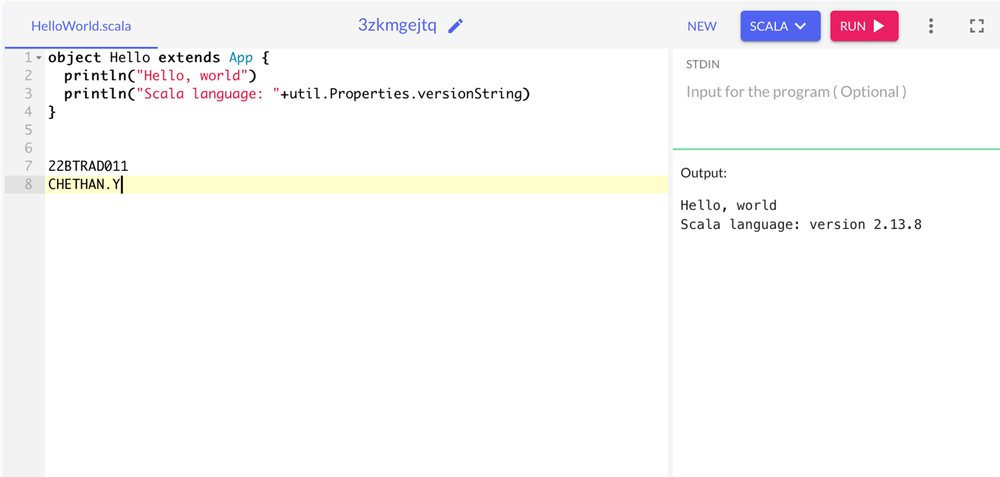 HelloWorld.scala 3zkmgejtq NEW SCALA RUN
1 object Hello extends App {
2 println("Hello, world")
3 println("Scala language: "+util.Properties.versionString)
4 }
5
6
7 22BTRAD011
8 CHETHAN.Y
STDIN
Input for the program ( Optional )
Output:
Hello, world
Scala language: version 2.13.8